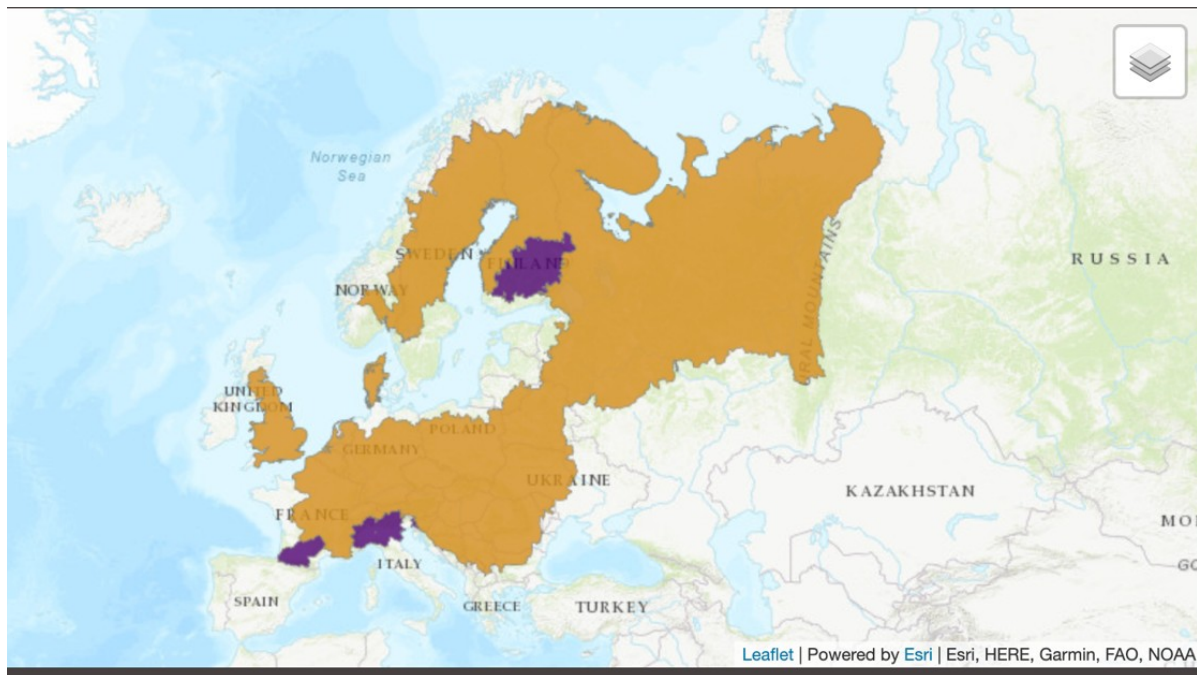 Norwegian
Sea
SWEDEN
FINLAND
NORWAY
RUSSIA
URAL MOUNTAINS
UNITED
KINGDOM
POLAND
GERMANY
UKRAINE
KAZAKHSTAN
FRANCE
ITALY
SPAIN
GREECE
TURKEY
Leaflet | Powered by Esri | Esri, HERE, Garmin, FAO, NOAA